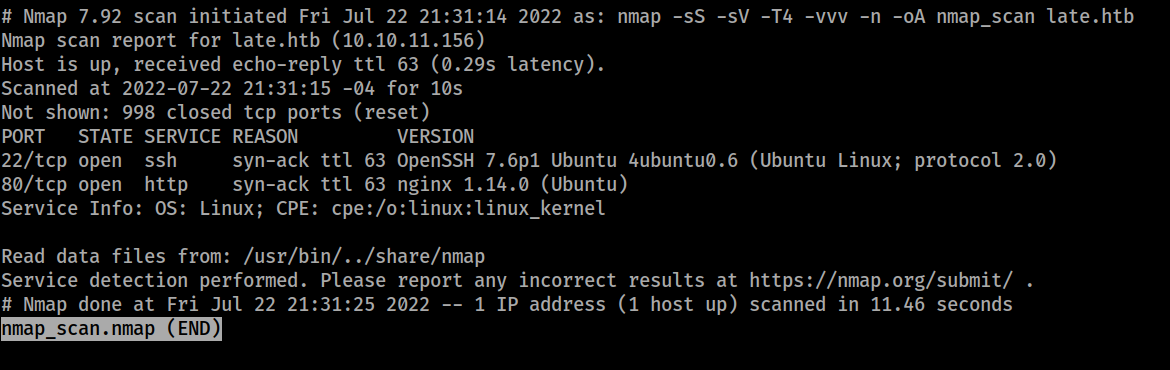 # Nmap 7.92 scan initiated Fri Jul 22 21:31:14 2022 as: nmap -sS -sV -T4 -vvv -n -oA nmap_scan late.htb
Nmap scan report for late.htb (10.10.11.156)
Host is up, received echo-reply ttl 63 (0.29s latency).
Scanned at 2022-07-22 21:31:15 -04 for 10s
Not shown: 998 closed tcp ports (reset)
PORT   STATE SERVICE REASON         VERSION
22/tcp open  ssh     syn-ack ttl 63 OpenSSH 7.6p1 Ubuntu 4ubuntu0.6 (Ubuntu Linux; protocol 2.0)
80/tcp open  http    syn-ack ttl 63 nginx 1.14.0 (Ubuntu)
Service Info: OS: Linux; CPE: cpe:/o:linux:linux_kernel
Read data files from: /usr/bin/../share/nmap
Service detection performed. Please report any incorrect results at https://nmap.org/submit/ .
# Nmap done at Fri Jul 22 21:31:25 2022 -- 1 IP address (1 host up) scanned in 11.46 seconds
nmap_scan.nmap (END)